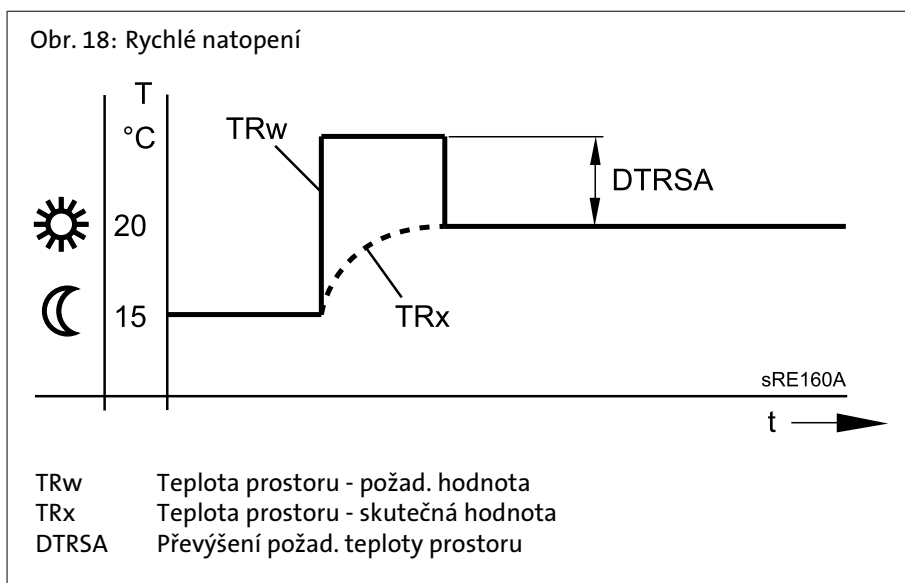 Obr. 18: Rychlé natopení
T
°C
TRw
DTRSA
20
15
TRx
sRE160A
t
TRw Teplota prostoru - požad. hodnota
TRx Teplota prostoru - skutečná hodnota
DTRSA Převýšení požad. teploty prostoru